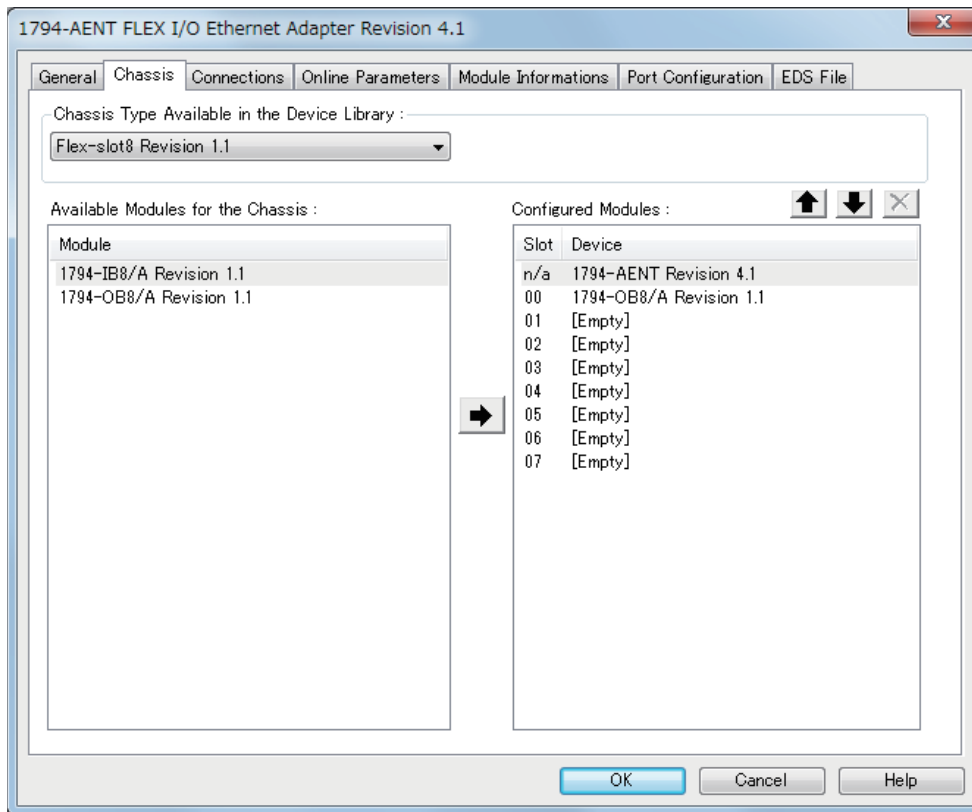 1794-AENT FLEX I/O Ethernet Adapter Revision 4.1
General Chassis Connections Online Parameters Module Informations Port Configuration EDS File
Chassis Type Available in the Device Library :
Flex-slot8 Revision 1.1
Available Modules for the Chassis :
Module
1794-IB8/A Revision 1.1
1794-OB8/A Revision 1.1
Configured Modules :
Slot Device
n/a 1794-AENT Revision 4.1
00 1794-OB8/A Revision 1.1
01 [Empty]
02 [Empty]
03 [Empty]
04 [Empty]
05 [Empty]
06 [Empty]
07 [Empty]
OK Cancel Help